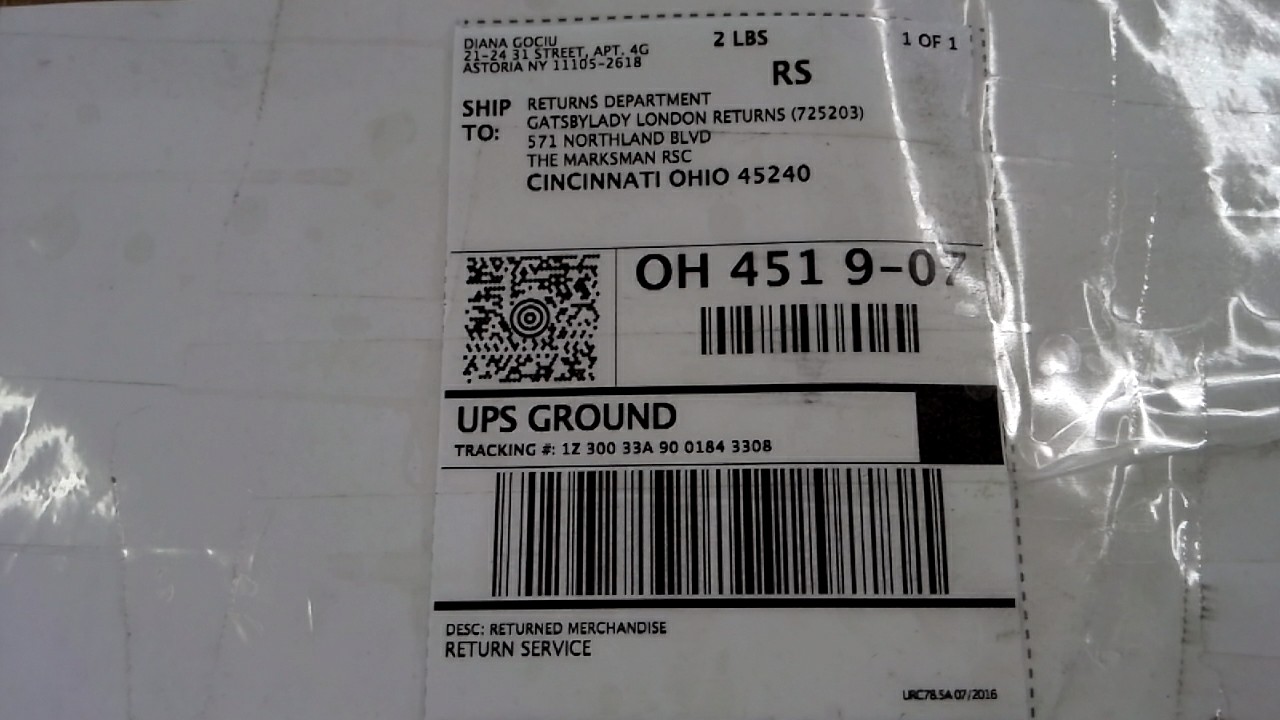 DIANA GOCIU
21-24 31 STREET, APT. 4G
ASTORIA NY 11105-2618
2 LBS
1 OF 1
RS
SHIP TO:
RETURNS DEPARTMENT
GATSBYLADY LONDON RETURNS (725203)
571 NORTHLAND BLVD
THE MARKSMAN RSC
CINCINNATI OHIO 45240
OH 451 9-07
UPS GROUND
TRACKING #: 1Z 300 33A 90 0184 3308
DESC: RETURNED MERCHANDISE
RETURN SERVICE
URC78.5A 07/2016